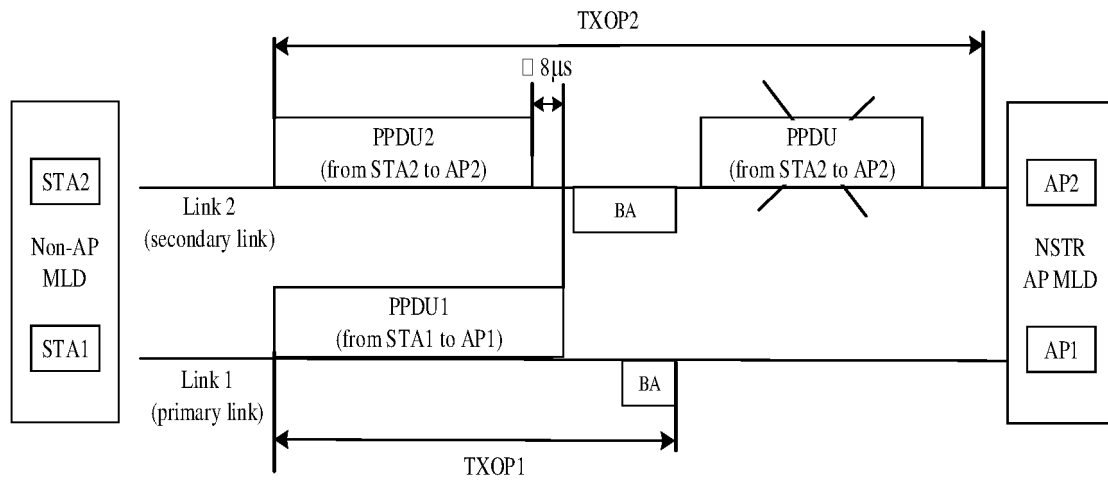 TXOP2
□ 8μs
PPDU2
(from STA2 to AP2)
PPDU
(from STA2 to AP2)
STA2
AP2
Link 2
(secondary link)
BA
Non-AP
MLD
NSTR
AP MLD
PPDU1
(from STA1 to AP1)
STA1
AP1
Link 1
(primary link)
BA
TXOP1